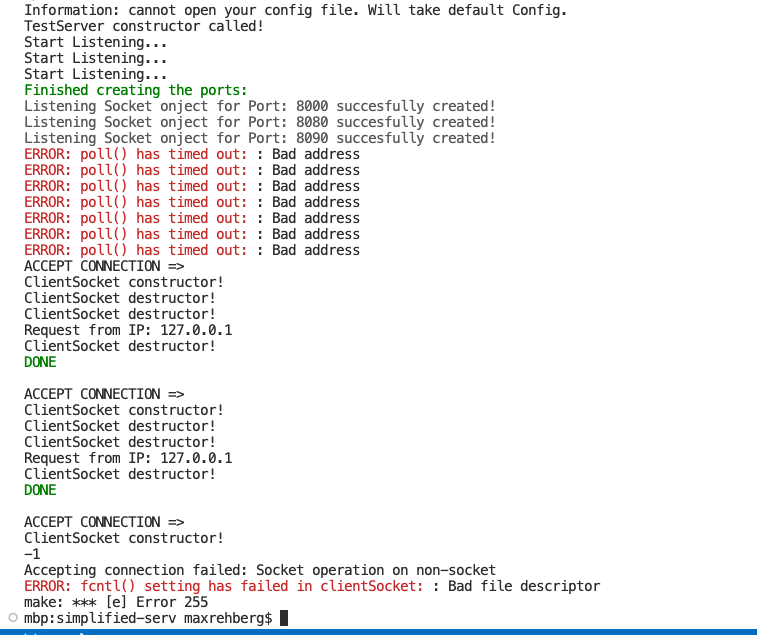 Information: cannot open your config file. Will take default Config.
TestServer constructor called!
Start Listening...
Start Listening...
Start Listening...
Finished creating the ports:
Listening Socket onject for Port: 8000 succesfully created!
Listening Socket onject for Port: 8080 succesfully created!
Listening Socket onject for Port: 8090 succesfully created!
ERROR: poll() has timed out: : Bad address
ERROR: poll() has timed out: : Bad address
ERROR: poll() has timed out: : Bad address
ERROR: poll() has timed out: : Bad address
ERROR: poll() has timed out: : Bad address
ERROR: poll() has timed out: : Bad address
ERROR: poll() has timed out: : Bad address
ACCEPT CONNECTION =>
ClientSocket constructor!
ClientSocket destructor!
ClientSocket destructor!
Request from IP: 127.0.0.1
ClientSocket destructor!
DONE
ACCEPT CONNECTION =>
ClientSocket constructor!
ClientSocket destructor!
ClientSocket destructor!
Request from IP: 127.0.0.1
ClientSocket destructor!
DONE
ACCEPT CONNECTION =>
ClientSocket constructor!
-1
Accepting connection failed: Socket operation on non-socket
ERROR: fcntl() setting has failed in clientSocket: : Bad file descriptor
make: *** [e] Error 255
mbp:simplified-serv maxrehberg$